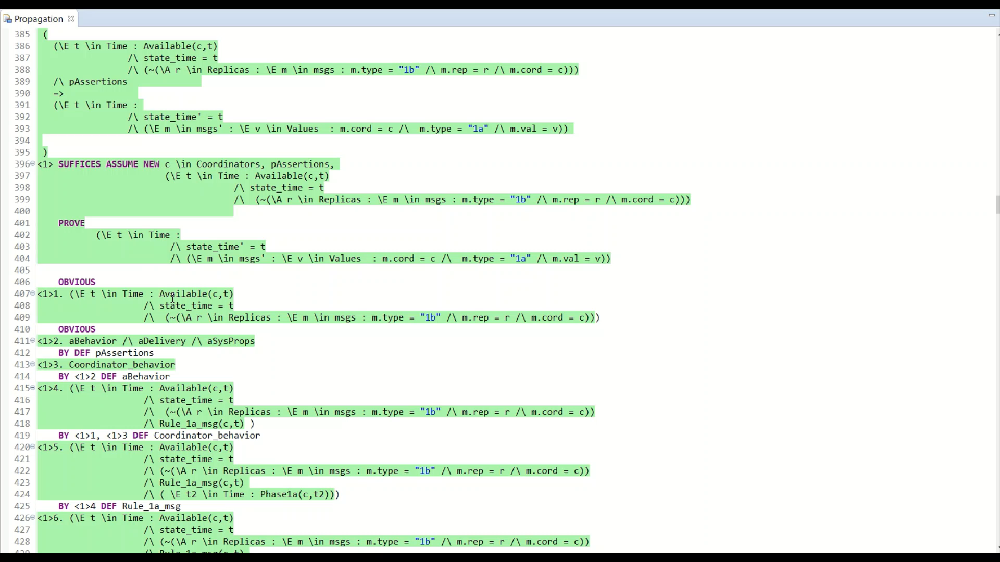 Propagation
385 (
386 (\E t \in Time : Available(c,t)
387 /\ state_time = t
388 /\ (~(\A r \in Replicas : \E m \in msgs : m.type = "1b" /\ m.rep = r /\ m.cord = c)))
389 /\ pAssertions
390 =>
391 (\E t \in Time :
392 /\ state_time' = t
393 /\ (\E m \in msgs' : \E v \in Values  : m.cord = c /\  m.type = "1a" /\ m.val = v))
394
395 )
396 <1> SUFFICES ASSUME NEW c \in Coordinators, pAssertions,
397 (\E t \in Time : Available(c,t)
398 /\ state_time = t
399 /\  (~(\A r \in Replicas : \E m \in msgs : m.type = "1b" /\ m.rep = r /\ m.cord = c)))
400
401 PROVE
402 (\E t \in Time :
403 /\ state_time' = t
404 /\ (\E m \in msgs' : \E v \in Values  : m.cord = c /\  m.type = "1a" /\ m.val = v))
405
406 OBVIOUS
407 <1>1. (\E t \in Time : Available(c,t)
408 /\ state_time = t
409 /\  (~(\A r \in Replicas : \E m \in msgs : m.type = "1b" /\ m.rep = r /\ m.cord = c)))
410 OBVIOUS
411 <1>2. aBehavior /\ aDelivery /\ aSysProps
412 BY DEF pAssertions
413 <1>3. Coordinator_behavior
414 BY <1>2 DEF aBehavior
415 <1>4. (\E t \in Time : Available(c,t)
416 /\ state_time = t
417 /\  (~(\A r \in Replicas : \E m \in msgs : m.type = "1b" /\ m.rep = r /\ m.cord = c))
418 /\ Rule_1a_msg(c,t) )
419 BY <1>1, <1>3 DEF Coordinator_behavior
420 <1>5. (\E t \in Time : Available(c,t)
421 /\ state_time = t
422 /\ (~(\A r \in Replicas : \E m \in msgs : m.type = "1b" /\ m.rep = r /\ m.cord = c))
423 /\ Rule_1a_msg(c,t)
424 /\ ( \E t2 \in Time : Phase1a(c,t2)))
425 BY <1>4 DEF Rule_1a_msg
426 <1>6. (\E t \in Time : Available(c,t)
427 /\ state_time = t
428 /\ (~(\A r \in Replicas : \E m \in msgs : m.type = "1b" /\ m.rep = r /\ m.cord = c))
429 /\ Rule_1a_msg(c,t)